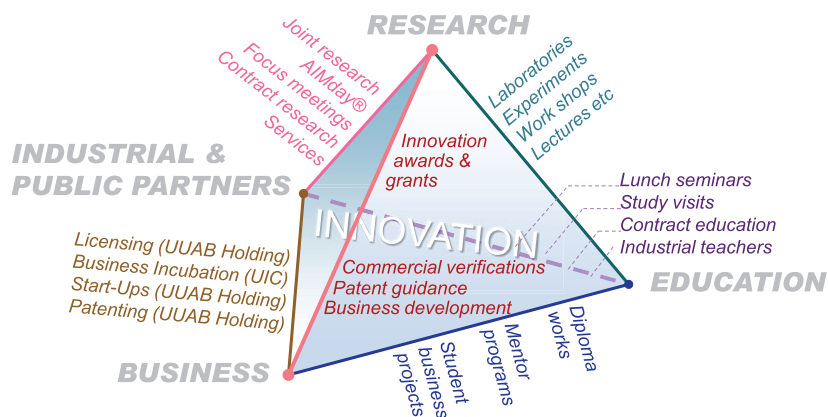 RESEARCH
Joint research
AIMday®
Focus meetings
Contract research
Services
Laboratories
Experiments
Work shops
Lectures etc
INDUSTRIAL &
PUBLIC PARTNERS
Innovation
awards &
grants
Lunch seminars
Study visits
Contract education
Industrial teachers
INNOVATION
Licensing (UUAB Holding)
Business Incubation (UIC)
Start-Ups (UUAB Holding)
Patenting (UUAB Holding)
Commercial verifications
Patent guidance
Business development
EDUCATION
BUSINESS
Student
business
projects
Mentor
programs
Diploma
works